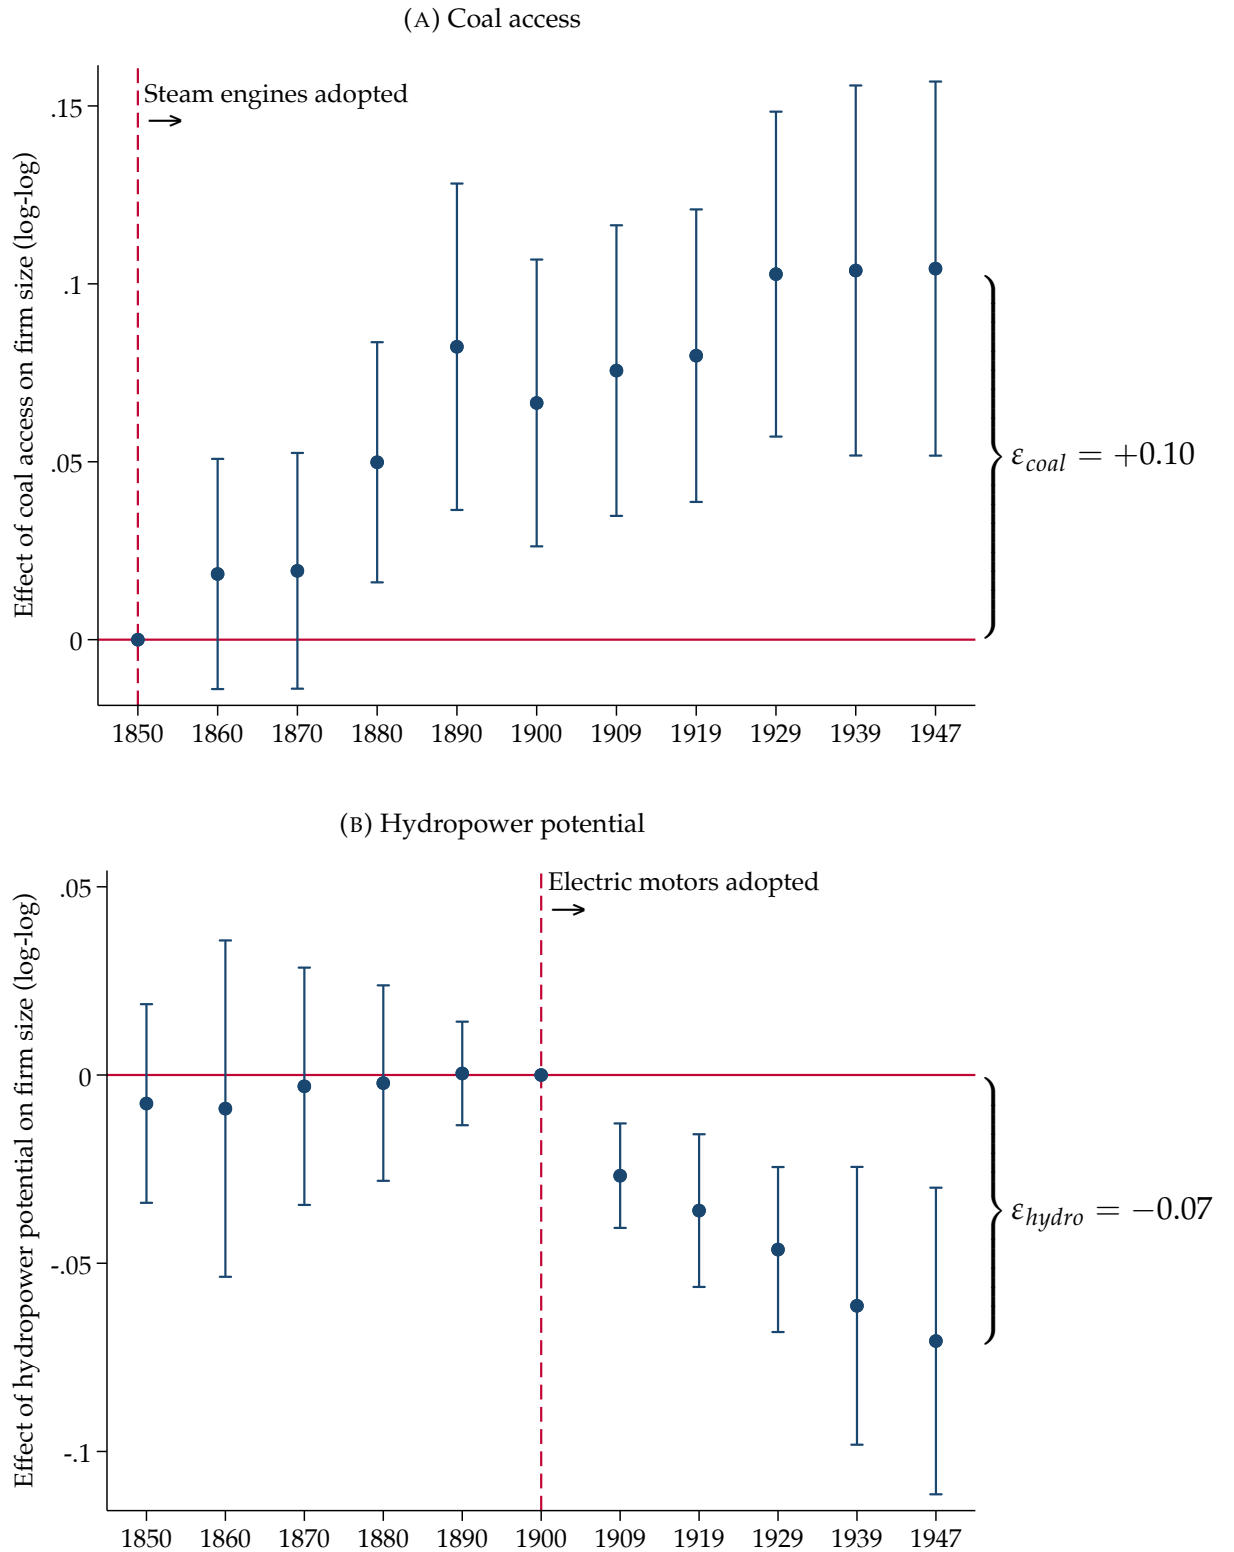 (A) Coal access
Steam engines adopted
→
Effect of coal access on firm size (log-log)
.15
.1
.05
0
εcoal = +0.10
1850 1860 1870 1880 1890 1900 1909 1919 1929 1939 1947
(B) Hydropower potential
Electric motors adopted
→
Effect of hydropower potential on firm size (log-log)
.05
0
-.05
-.1
εhydro = −0.07
1850 1860 1870 1880 1890 1900 1909 1919 1929 1939 1947